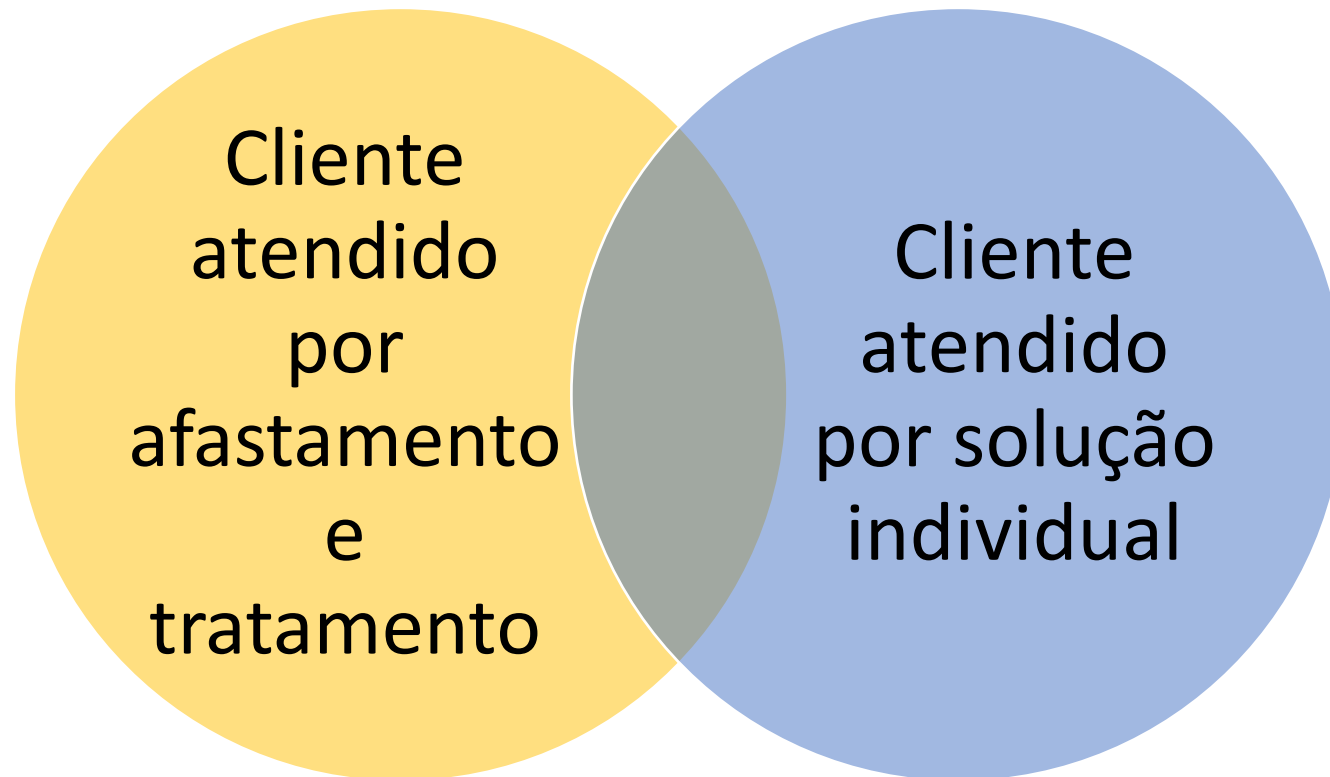 Cliente
atendido
por
afastamento
e
tratamento
Cliente
atendido
por solução
individual